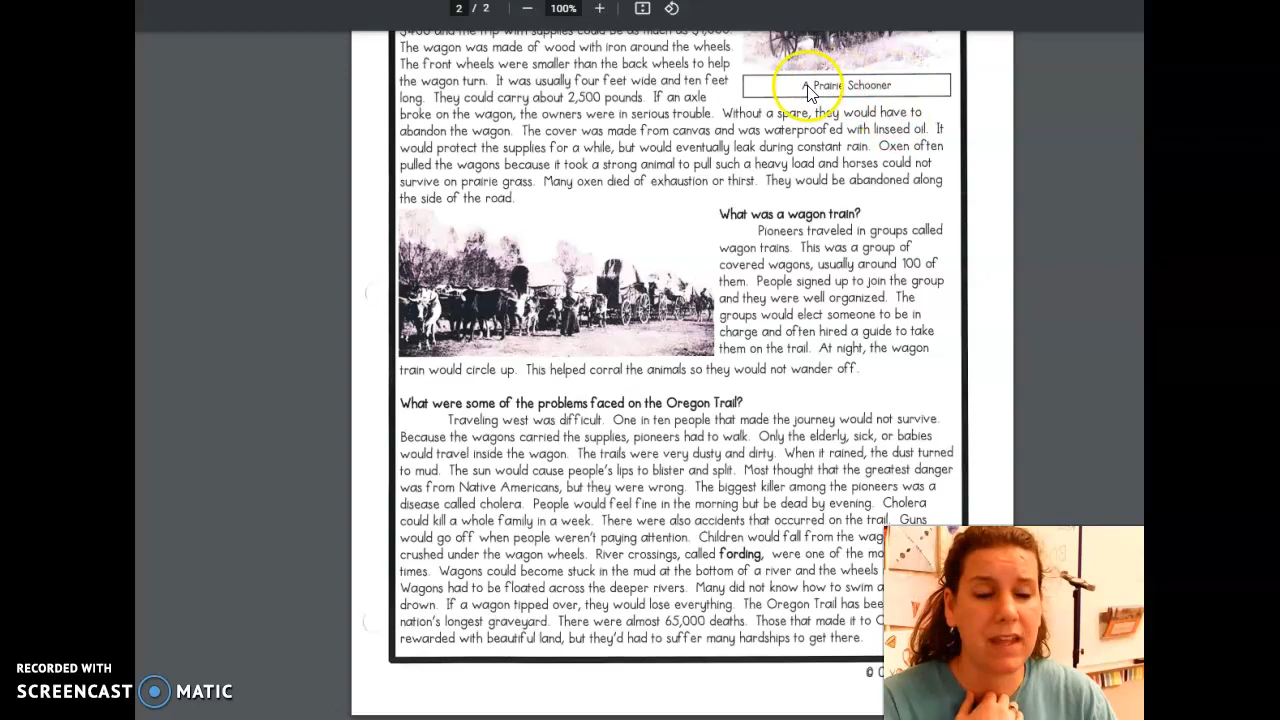 2 / 2 — 100% +
$400 and the trip with supplies could be as much as $1,000.
The wagon was made of wood with iron around the wheels.
The front wheels were smaller than the back wheels to help
the wagon turn. It was usually four feet wide and ten feet
long. They could carry about 2,500 pounds. If an axle
A Prairie Schooner
broke on the wagon, the owners were in serious trouble. Without a spare, they would have to
abandon the wagon. The cover was made from canvas and was waterproofed with linseed oil. It
would protect the supplies for a while, but would eventually leak during constant rain. Oxen often
pulled the wagons because it took a strong animal to pull such a heavy load and horses could not
survive on prairie grass. Many oxen died of exhaustion or thirst. They would be abandoned along
the side of the road.
What was a wagon train?
Pioneers traveled in groups called
wagon trains. This was a group of
covered wagons, usually around 100 of
them. People signed up to join the group
and they were well organized. The
groups would elect someone to be in
charge and often hired a guide to take
them on the trail. At night, the wagon
train would circle up. This helped corral the animals so they would not wander off.
What were some of the problems faced on the Oregon Trail?
Traveling west was difficult. One in ten people that made the journey would not survive.
Because the wagons carried the supplies, pioneers had to walk. Only the elderly, sick, or babies
would travel inside the wagon. The trails were very dusty and dirty. When it rained, the dust turned
to mud. The sun would cause people's lips to blister and split. Most thought that the greatest danger
was from Native Americans, but they were wrong. The biggest killer among the pioneers was a
disease called cholera. People would feel fine in the morning but be dead by evening. Cholera
could kill a whole family in a week. There were also accidents that occurred on the trail. Guns
would go off when people weren't paying attention. Children would fall from the wag
crushed under the wagon wheels. River crossings, called fording, were one of the mo
times. Wagons could become stuck in the mud at the bottom of a river and the wheels
Wagons had to be floated across the deeper rivers. Many did not know how to swim a
drown. If a wagon tipped over, they would lose everything. The Oregon Trail has bee
nation's longest graveyard. There were almost 65,000 deaths. Those that made it to O
rewarded with beautiful land, but they'd had to suffer many hardships to get there.
©
RECORDED WITH
SCREENCAST MATIC